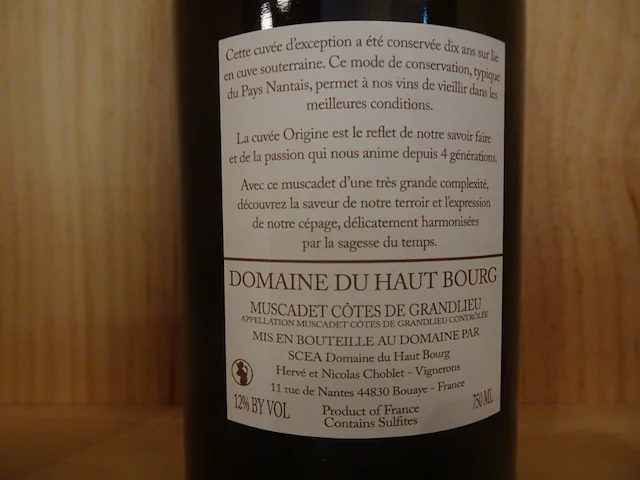 Cette cuvée d'exception a été conservée dix ans sur lie
en cuve souterraine. Ce mode de conservation, typique
du Pays Nantais, permet à nos vins de vieillir dans les
meilleures conditions.
La cuvée Origine est le reflet de notre savoir faire
et de la passion qui nous anime depuis 4 générations.
Avec ce muscadet d'une très grande complexité,
découvrez la saveur de notre terroir et l'expression
de notre cépage, délicatement harmonisées
par la sagesse du temps.
DOMAINE DU HAUT BOURG
MUSCADET CÔTES DE GRANDLIEU
APPELLATION MUSCADET CÔTES DE GRANDLIEU CONTRÔLÉE
MIS EN BOUTEILLE AU DOMAINE PAR
SCEA Domaine du Haut Bourg
Hervé et Nicolas Choblet - Vignerons
11 rue de Nantes 44830 Bouaye - France
12% BY VOL
Product of France
750 ML
Contains Sulfites